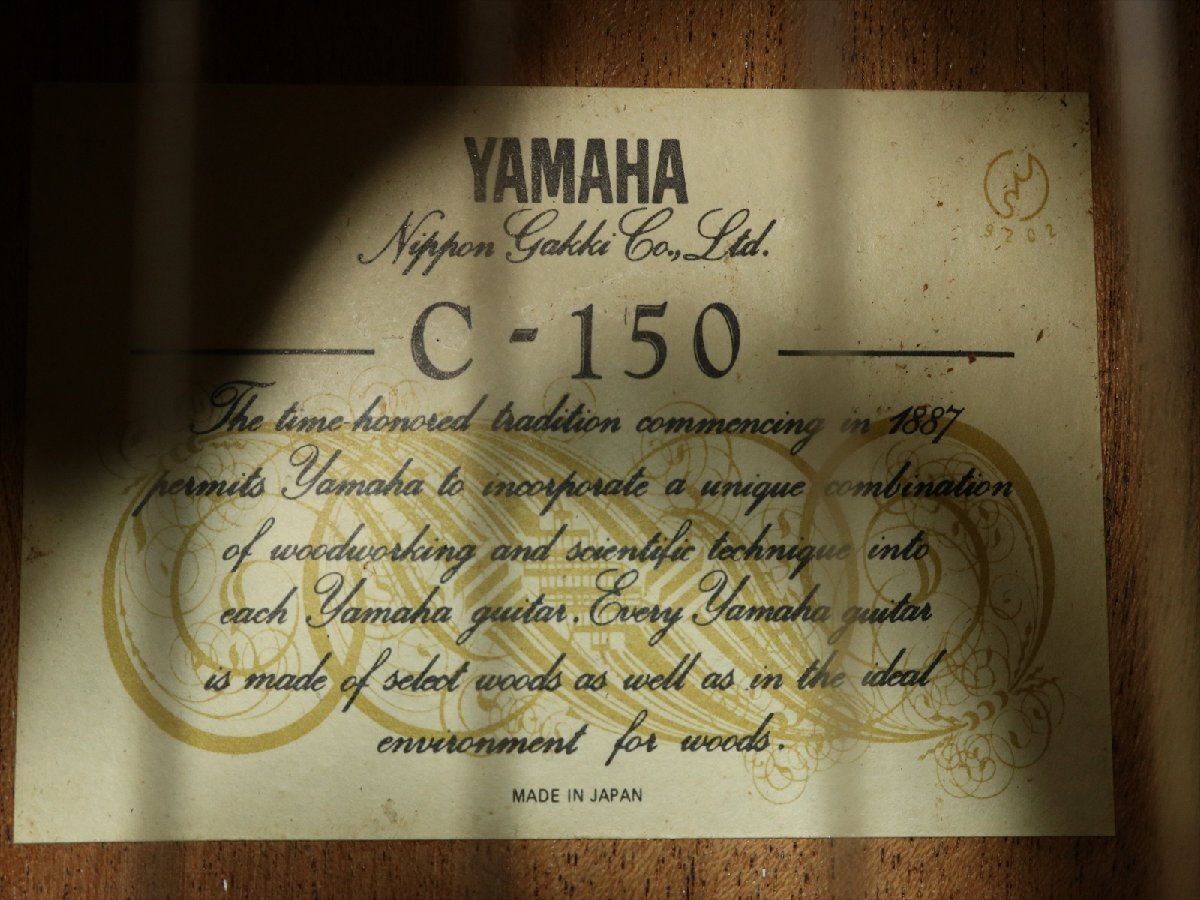 YAMAHA
Nippon Gakki Co., Ltd.
C-150
The time-honored tradition commencing in 1887
permits Yamaha to incorporate a unique combination
of woodworking and scientific technique into
each Yamaha guitar. Every Yamaha guitar
is made of select woods as well as in the ideal
environment for woods.
MADE IN JAPAN